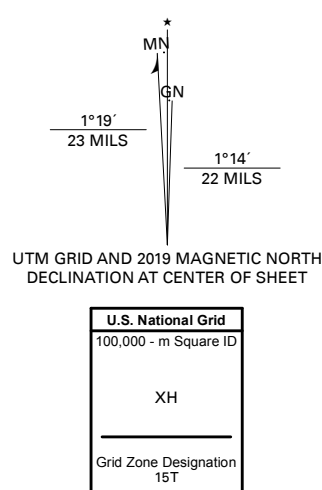 MN
GN
1°19´
23 MILS
1°14´
22 MILS
UTM GRID AND 2019 MAGNETIC NORTH
DECLINATION AT CENTER OF SHEET
U.S. National Grid
100,000 - m Square ID
XH
Grid Zone Designation
15T